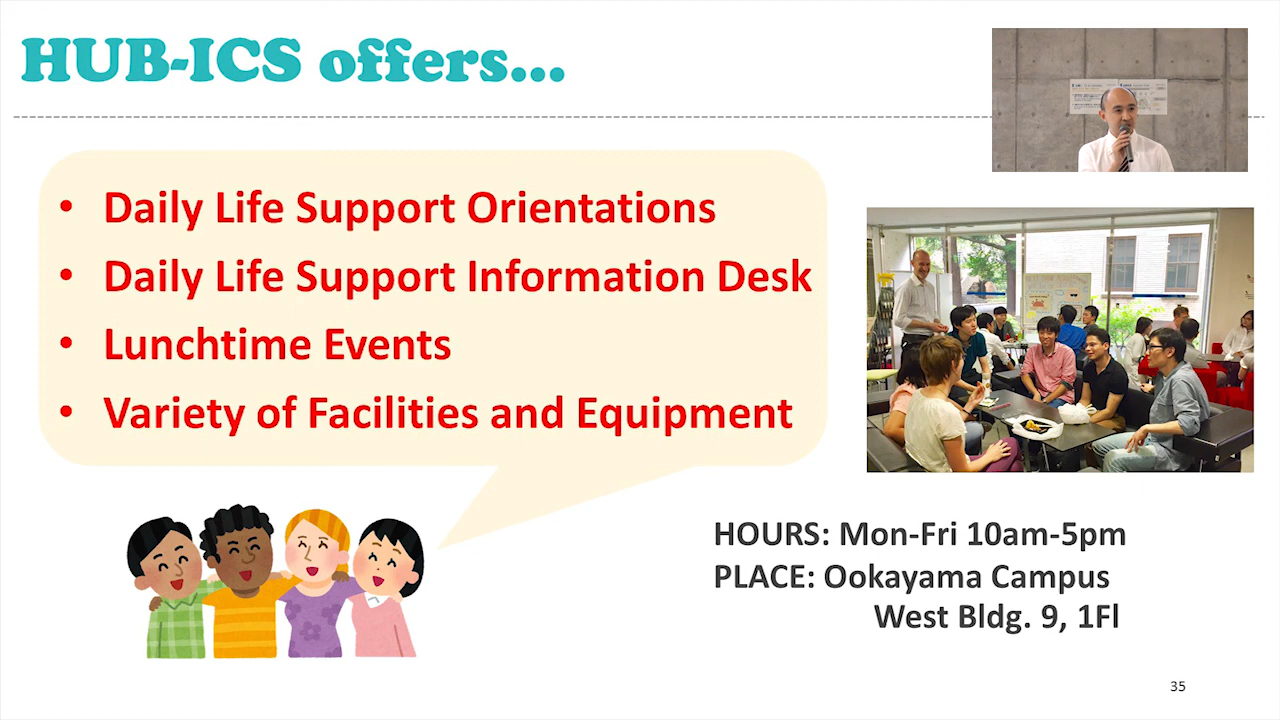 HUB-ICS offers...
• Daily Life Support Orientations
• Daily Life Support Information Desk
• Lunchtime Events
• Variety of Facilities and Equipment
HOURS: Mon-Fri 10am-5pm
PLACE: Ookayama Campus
West Bldg. 9, 1Fl
35